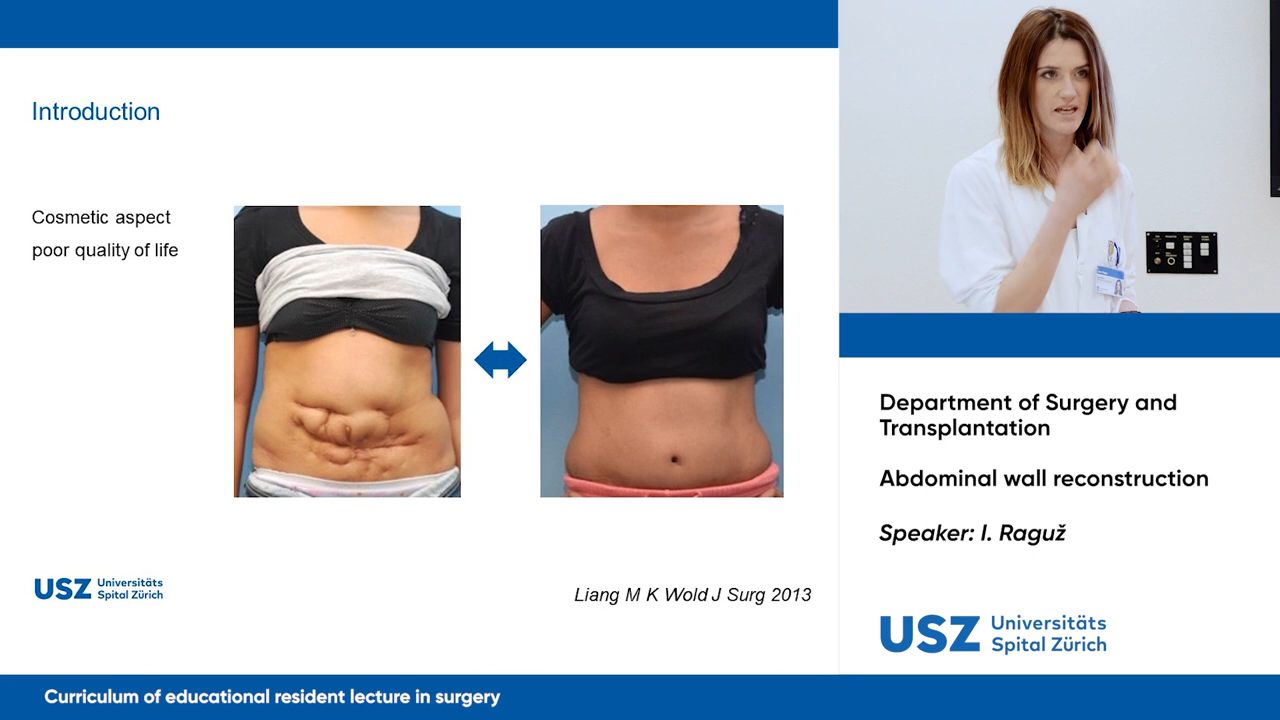 Introduction
Cosmetic aspect
poor quality of life
USZ Universitäts
Spital Zürich
Liang M K Wold J Surg 2013
Department of Surgery and
Transplantation
Abdominal wall reconstruction
Speaker: I. Raguž
USZ Universitäts
Spital Zürich
Curriculum of educational resident lecture in surgery